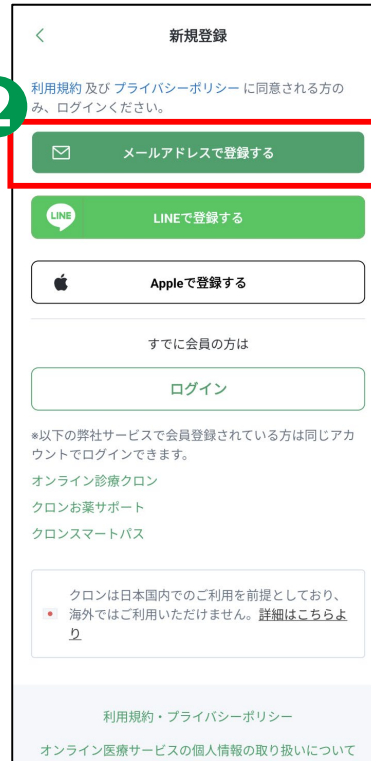 新規登録
2
利用規約 及び プライバシーポリシー に同意される方の
み、ログインください。
メールアドレスで登録する
LINE
LINEで登録する
Appleで登録する
すでに会員の方は
ログイン
※以下の弊社サービスで会員登録されている方は同じアカ
ウントでログインできます。
オンライン診療クロン
クロンお薬サポート
クロンスマートパス
クロンは日本国内でのご利用を前提としており、
海外ではご利用いただけません。詳細はこちらよ
り
利用規約・プライバシーポリシー
オンライン医療サービスの個人情報の取り扱いについて